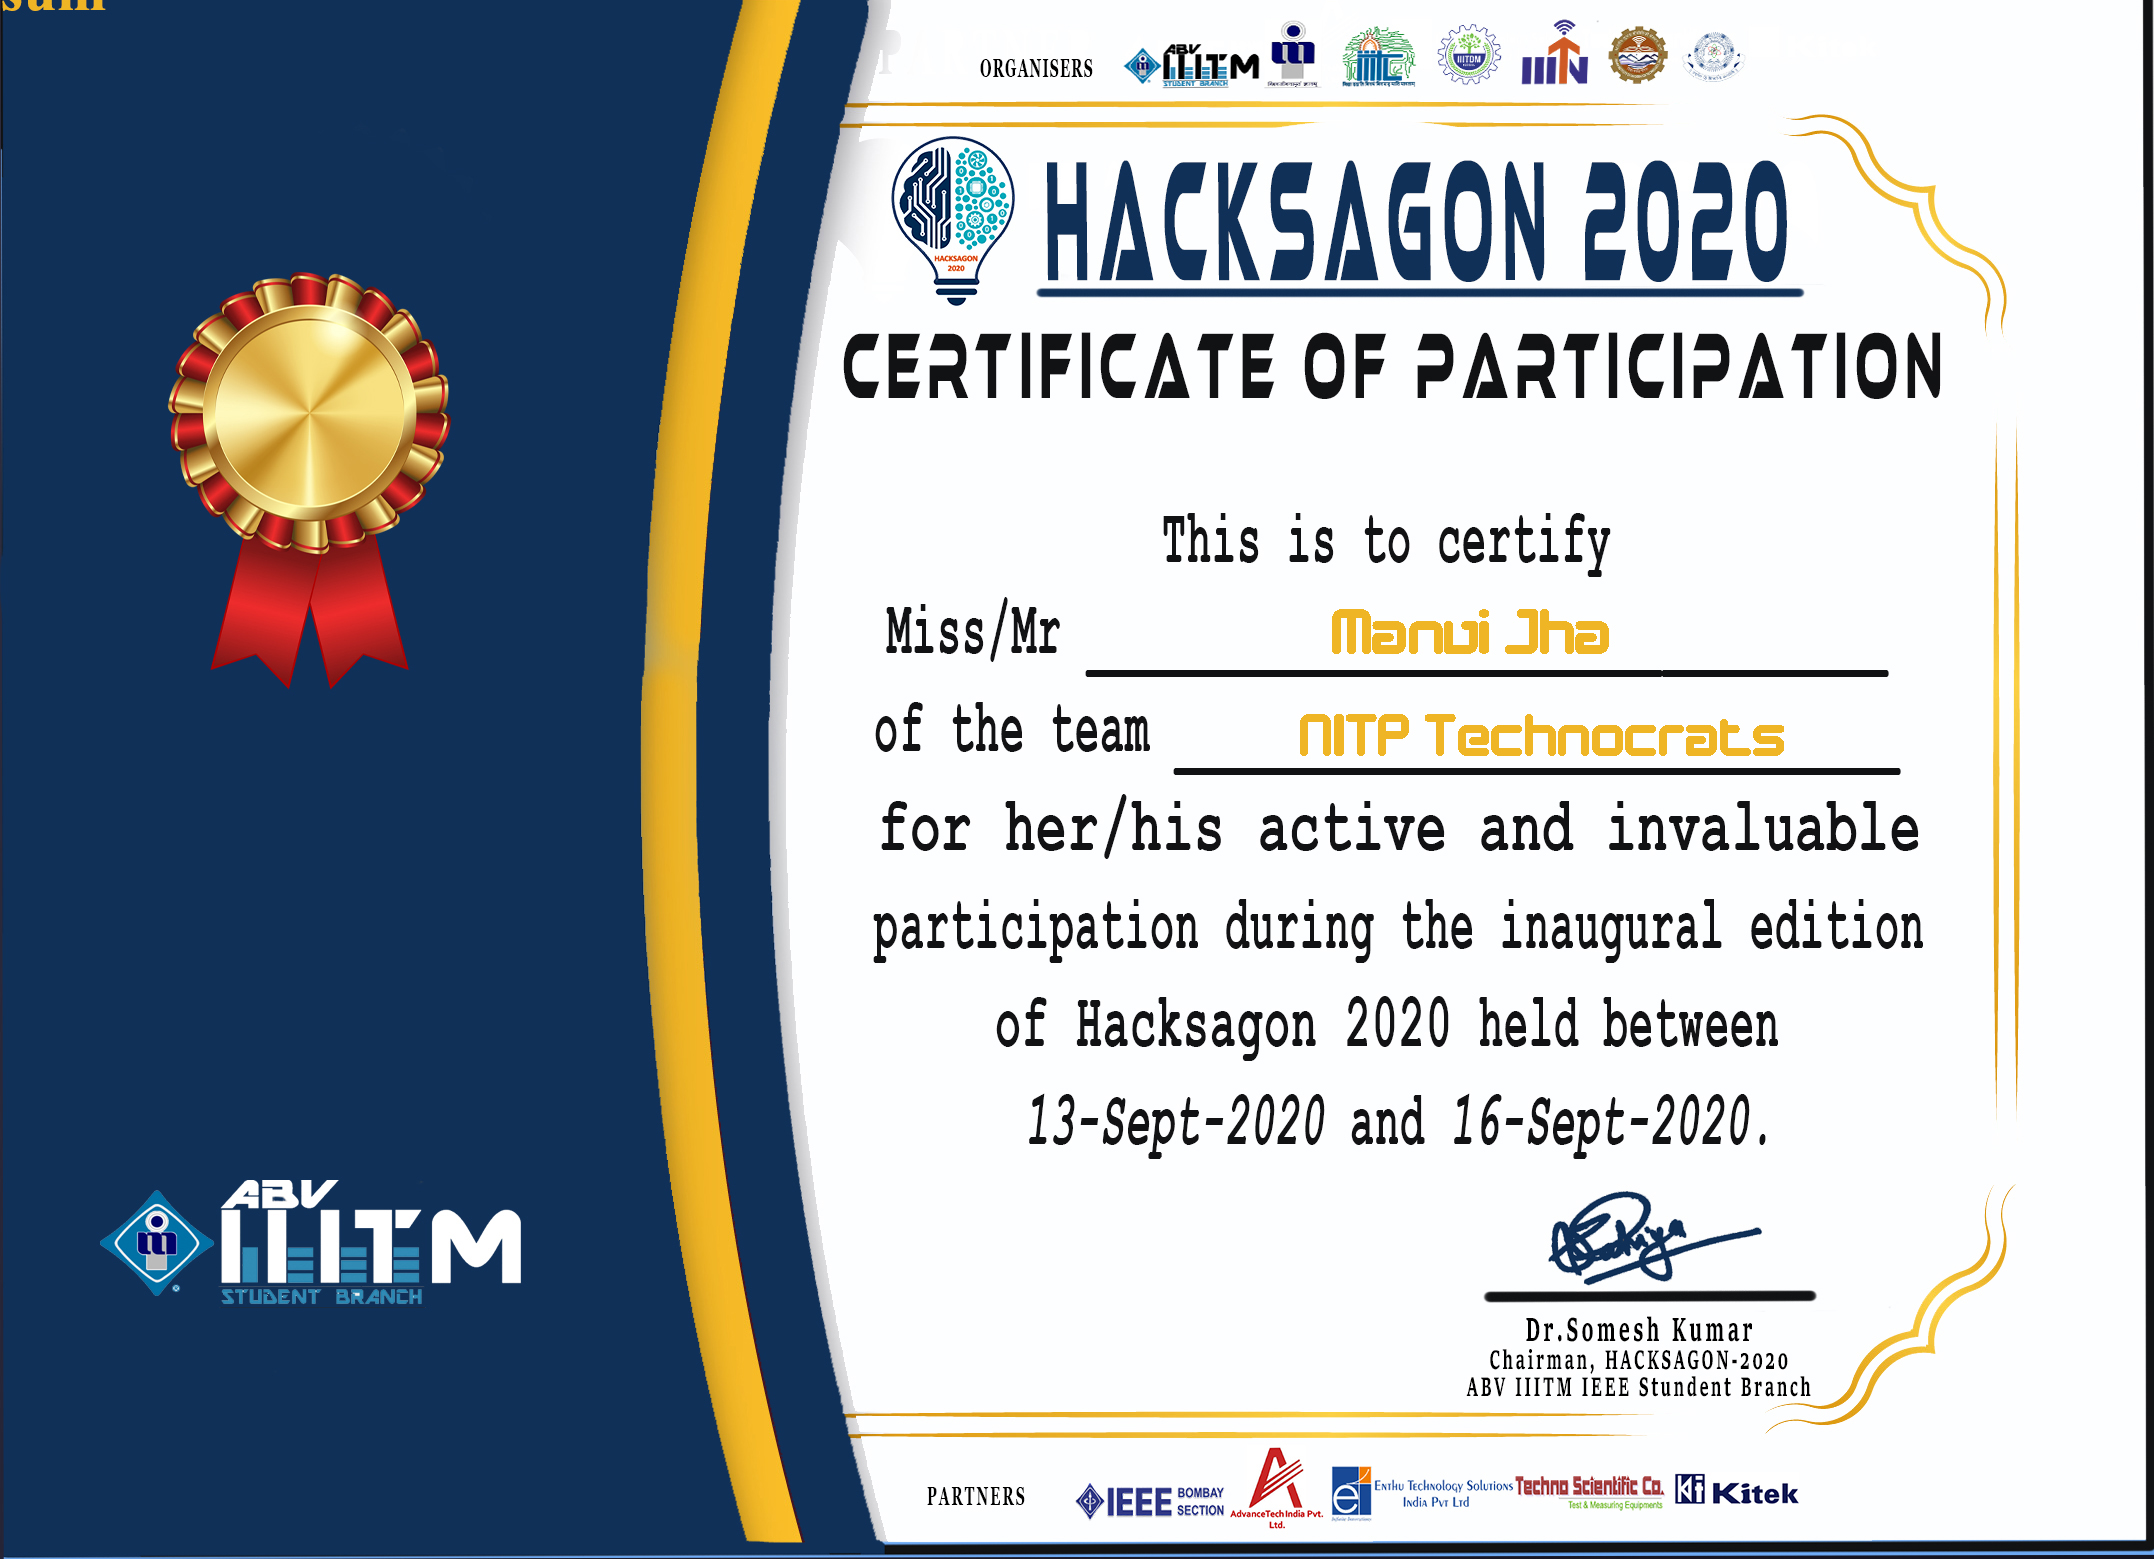 sum
ORGANISERS
ABV
IIITM
STUDENT BRANCH
IIITDM
HACKSAGON
2020
HACKSAGON 2020
CERTIFICATE OF PARTICIPATION
This is to certify
Miss/Mr Manvi Jha
of the team NITP Technocrats
for her/his active and invaluable
participation during the inaugural edition
of Hacksagon 2020 held between
13-Sept-2020 and 16-Sept-2020.
ABV
IIITM
STUDENT BRANCH
Dr.Somesh Kumar
Chairman, HACKSAGON-2020
ABV IIITM IEEE Stundent Branch
PARTNERS
IEEE BOMBAY SECTION
AdvanceTech India Pvt. Ltd.
Enthu Technology Solutions
India Pvt Ltd
Techno Scientific Co.
Test & Measuring Equipments
Kitek